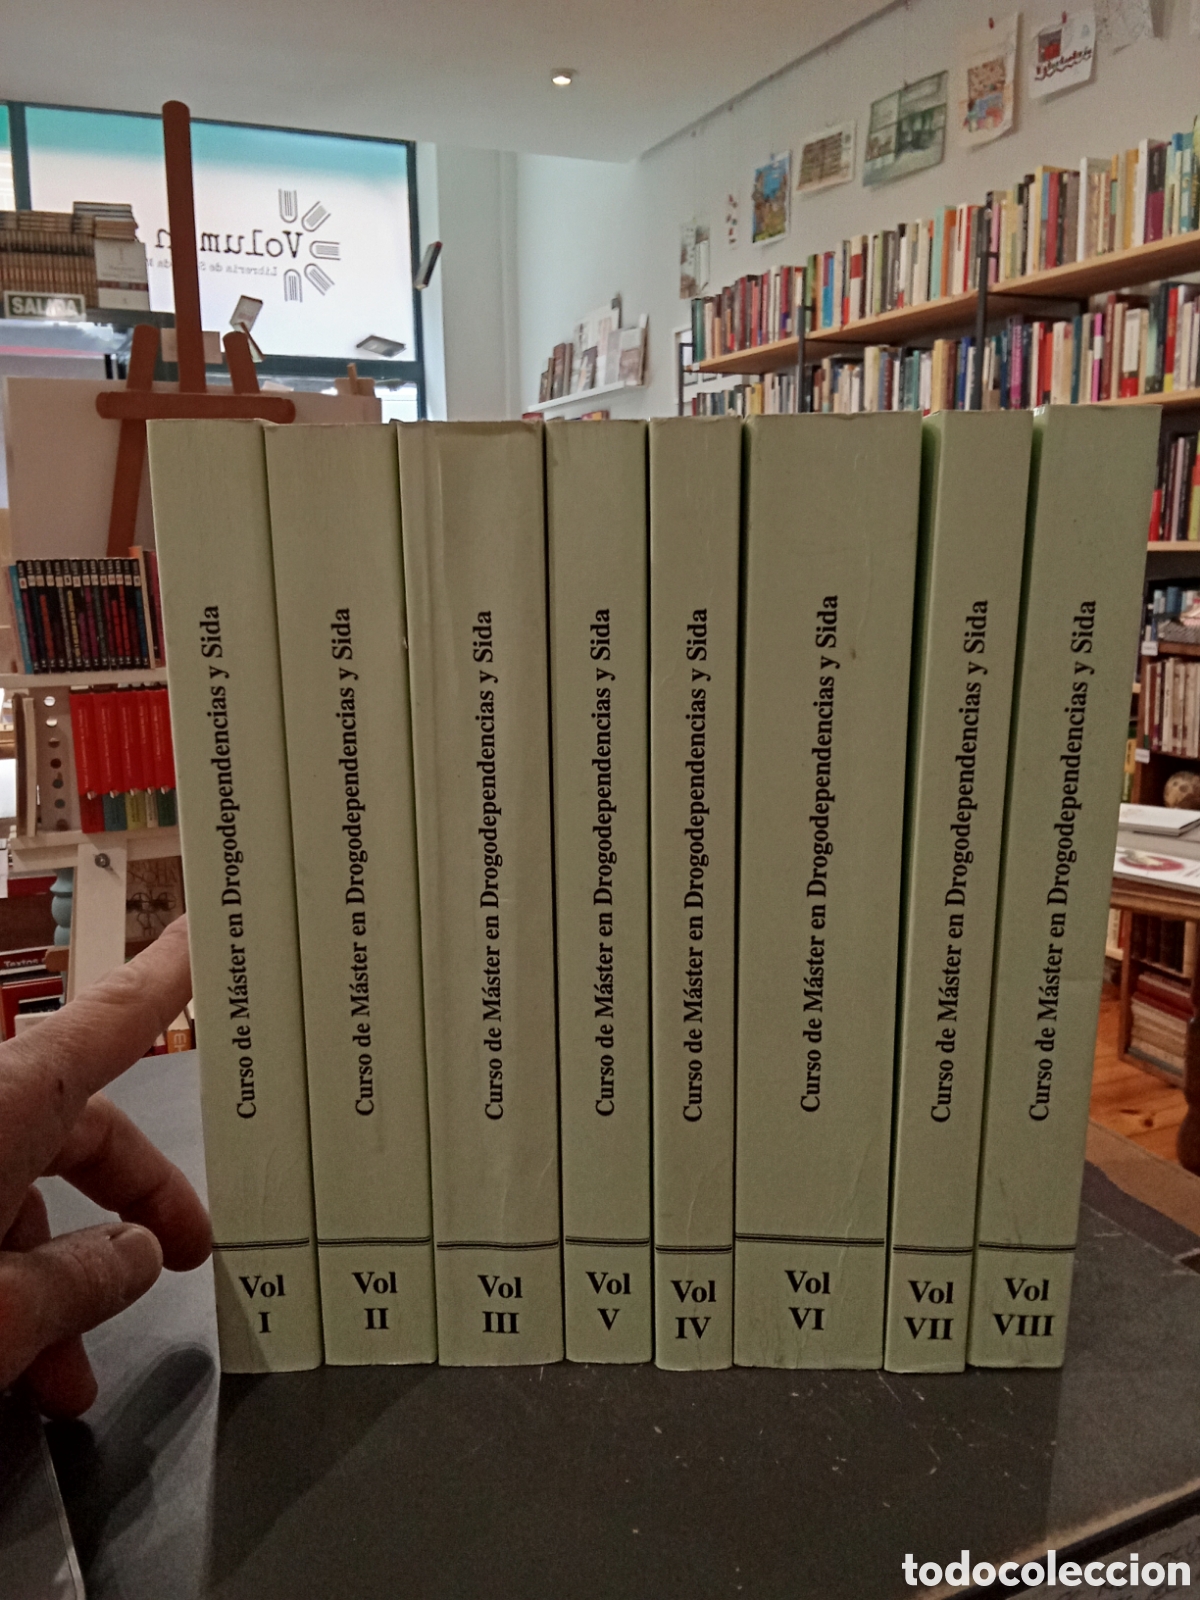 SALIDA
Curso de Máster en Drogodependencias y Sida
Vol
I
Curso de Máster en Drogodependencias y Sida
Vol
II
Curso de Máster en Drogodependencias y Sida
Vol
III
Curso de Máster en Drogodependencias y Sida
Vol
V
Curso de Máster en Drogodependencias y Sida
Vol
IV
Curso de Máster en Drogodependencias y Sida
Vol
VI
Curso de Máster en Drogodependencias y Sida
Vol
VII
Curso de Máster en Drogodependencias y Sida
Vol
VIII
todocoleccion